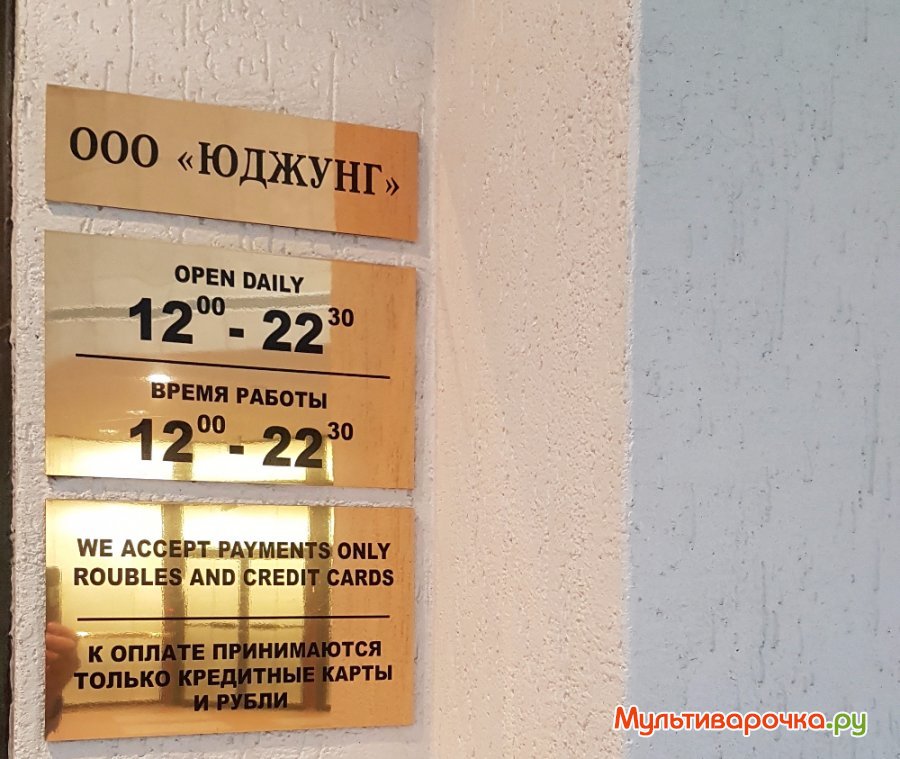 ООО «ЮДЖУНГ»
OPEN DAILY
12⁰⁰ - 22³⁰
ВРЕМЯ РАБОТЫ
12⁰⁰ - 22³⁰
WE ACCEPT PAYMENTS ONLY
ROUBLES AND CREDIT CARDS
К ОПЛАТЕ ПРИНИМАЮТСЯ
ТОЛЬКО КРЕДИТНЫЕ КАРТЫ
И РУБЛИ
Мультиварочка.ру